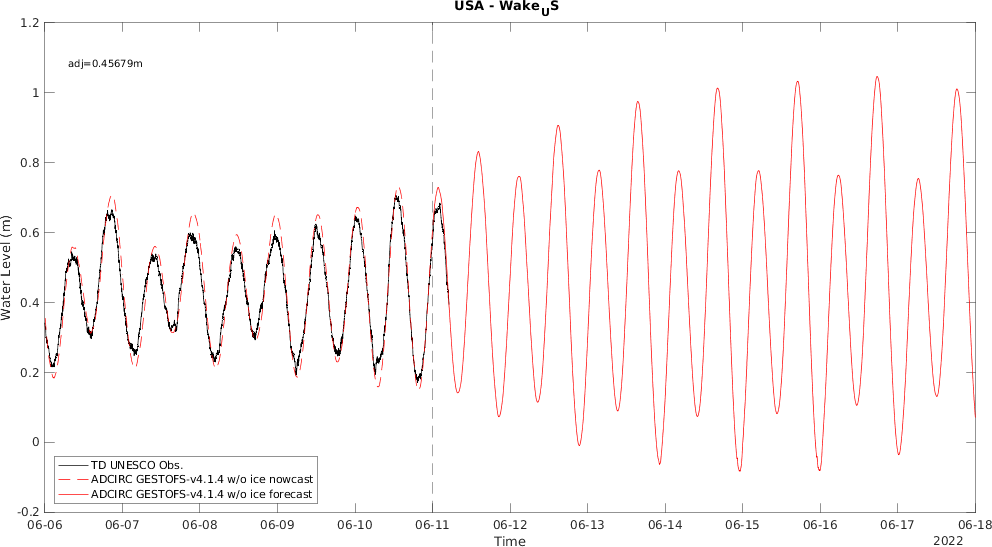 USA - Wake_US
adj=0.45679m
Water Level (m)
1.2
1
0.8
0.6
0.4
0.2
0
-0.2
TD UNESCO Obs.
ADCIRC GESTOFS-v4.1.4 w/o ice nowcast
ADCIRC GESTOFS-v4.1.4 w/o ice forecast
06-06 06-07 06-08 06-09 06-10 06-11 06-12 06-13 06-14 06-15 06-16 06-17 06-18
Time
2022